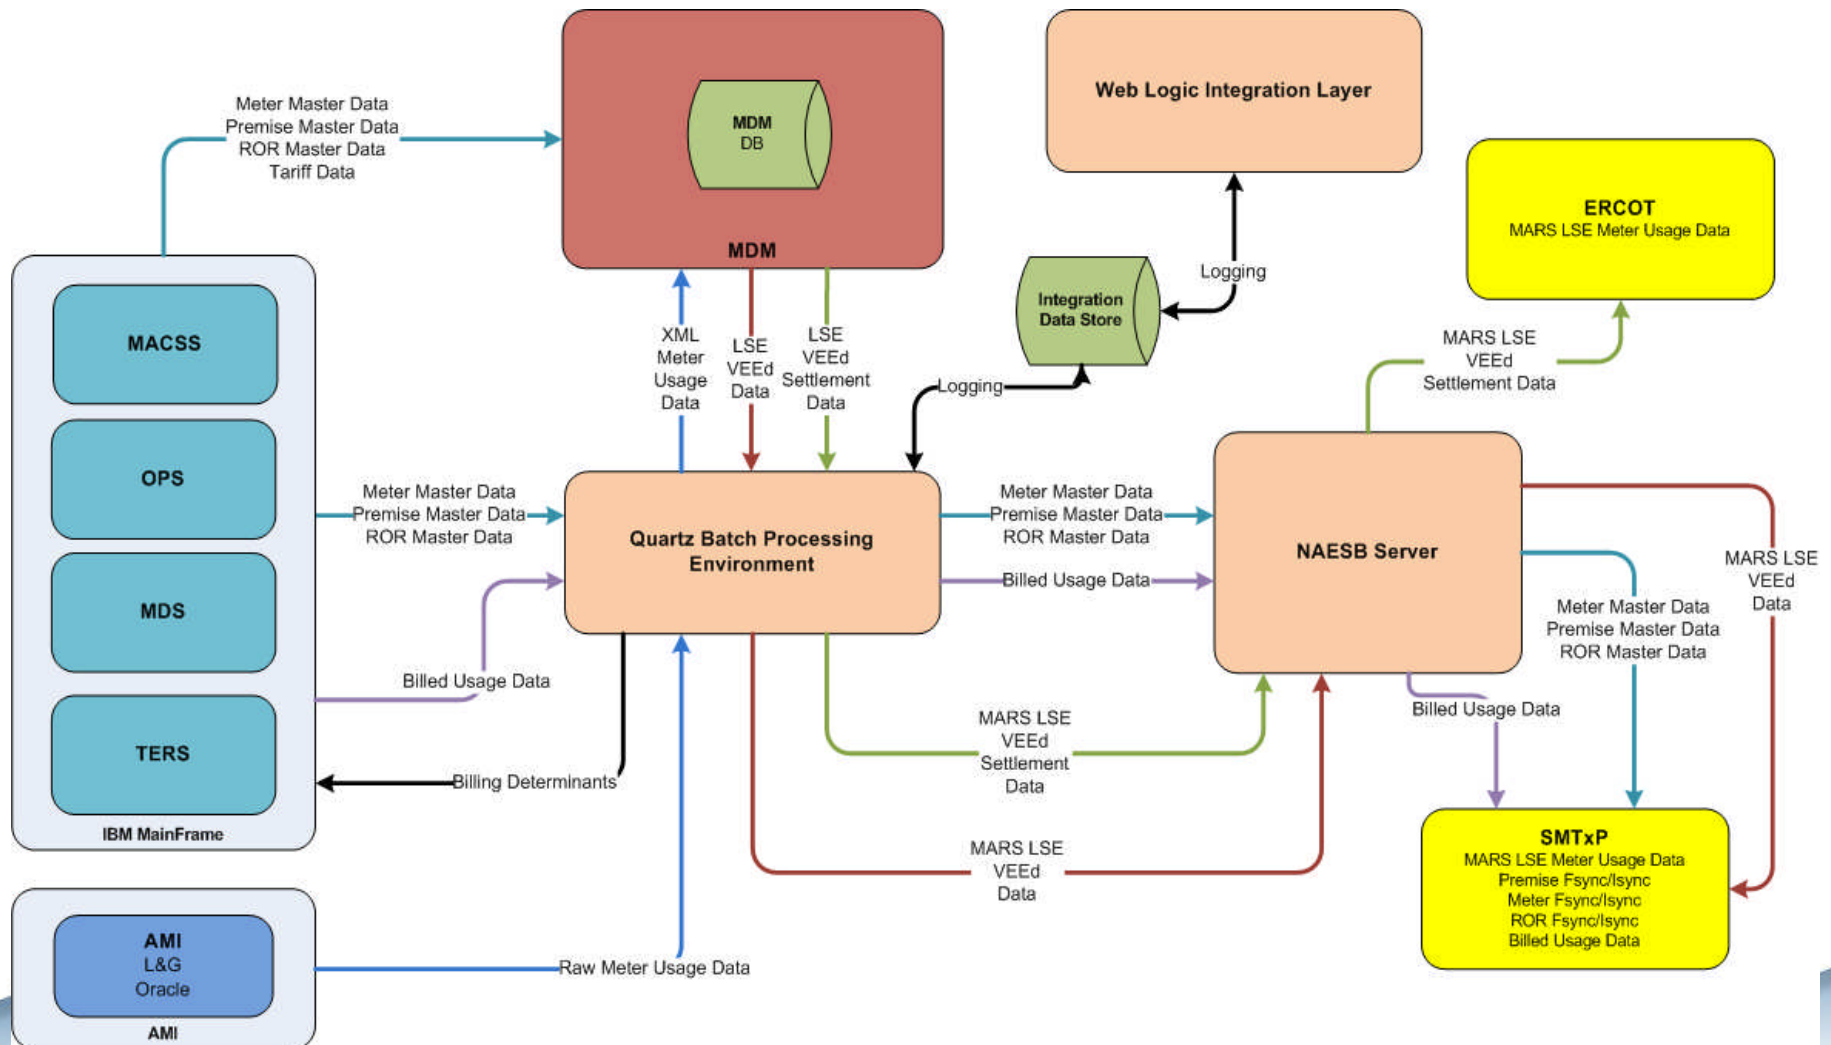 Meter Master Data
Premise Master Data
ROR Master Data
Tariff Data
MDM
DB
MDM
Web Logic Integration Layer
ERCOT
MARS LSE Meter Usage Data
Logging
Integration
Data Store
MACSS
OPS
MDS
TERS
IBM MainFrame
XML
Meter
Usage
Data
LSE
VEEd
Data
LSE
VEEd
Settlement
Data
Logging
MARS LSE
VEEd
Settlement Data
Meter Master Data
Premise Master Data
ROR Master Data
Quartz Batch Processing
Environment
Meter Master Data
Premise Master Data
ROR Master Data
Billed Usage Data
NAESB Server
MARS LSE
VEEd
Data
Meter Master Data
Premise Master Data
ROR Master Data
Billed Usage Data
Billed Usage Data
MARS LSE
VEEd
Settlement
Data
Billing Determinants
MARS LSE
VEEd
Data
SMTxP
MARS LSE Meter Usage Data
Premise Fsync/Isync
Meter Fsync/Isync
ROR Fsync/Isync
Billed Usage Data
AMI
L&G
Oracle
AMI
Raw Meter Usage Data